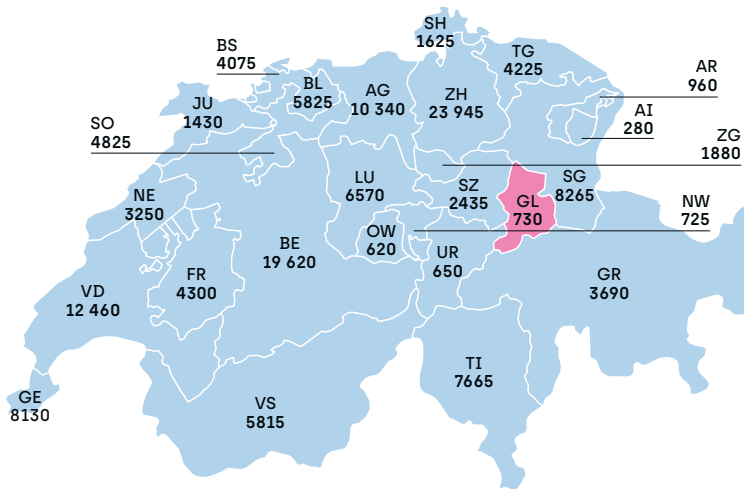 SH
1625
BS
4075
TG
4225
BL
5825
AG
10 340
ZH
23 945
AR
960
JU
1430
AI
280
SO
4825
ZG
1880
LU
6570
SZ
2435
GL
730
SG
8265
NE
3250
NW
725
OW
620
BE
19 620
UR
650
FR
4300
GR
3690
VD
12 460
TI
7665
GE
8130
VS
5815